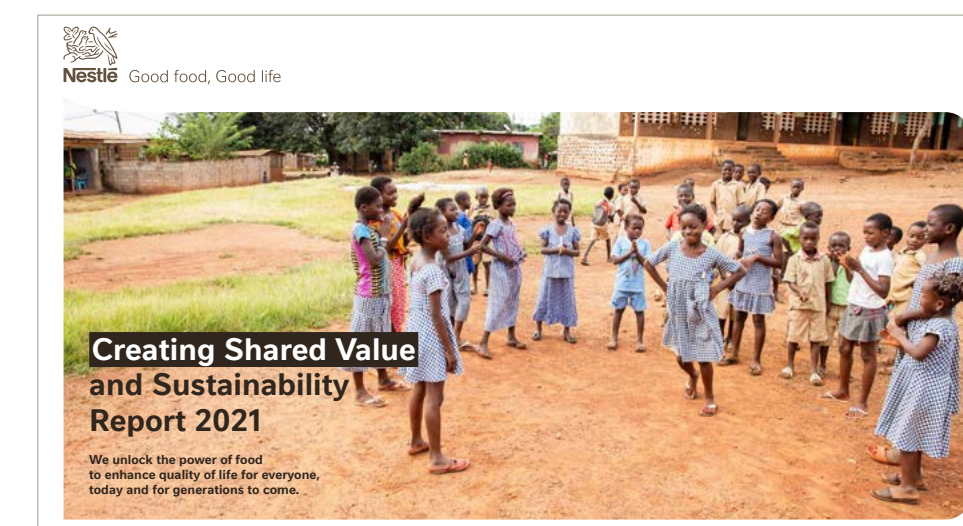 Nestlé Good food, Good life
Creating Shared Value
and Sustainability
Report 2021
We unlock the power of food
to enhance quality of life for everyone,
today and for generations to come.